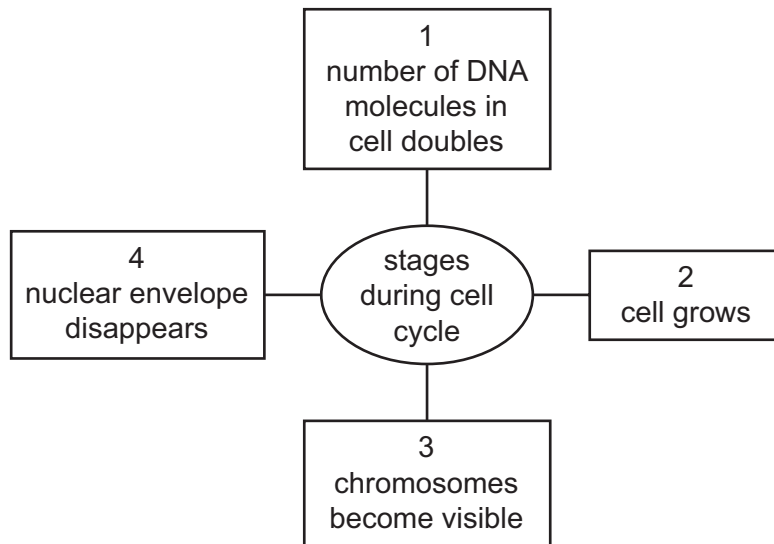 1
number of DNA
molecules in
cell doubles
4
nuclear envelope
disappears
stages
during cell
cycle
2
cell grows
3
chromosomes
become visible